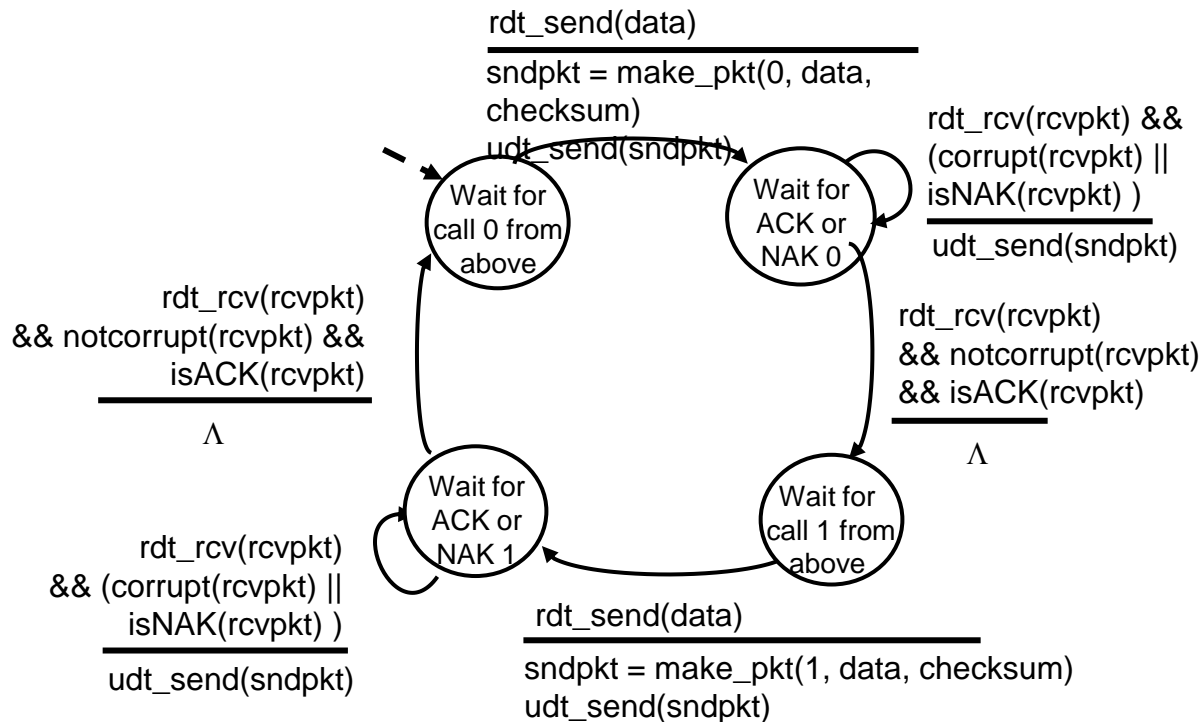 rdt_send(data)
sndpkt = make_pkt(0, data,
checksum)
udt_send(sndpkt)
rdt_rcv(rcvpkt) &&
(corrupt(rcvpkt) ||
isNAK(rcvpkt) )
udt_send(sndpkt)
Wait for
call 0 from
above
Wait for
ACK or
NAK 0
rdt_rcv(rcvpkt)
&& notcorrupt(rcvpkt) &&
isACK(rcvpkt)
Λ
rdt_rcv(rcvpkt)
&& notcorrupt(rcvpkt)
&& isACK(rcvpkt)
Λ
Wait for
ACK or
NAK 1
Wait for
call 1 from
above
rdt_rcv(rcvpkt)
&& (corrupt(rcvpkt) ||
isNAK(rcvpkt) )
udt_send(sndpkt)
rdt_send(data)
sndpkt = make_pkt(1, data, checksum)
udt_send(sndpkt)